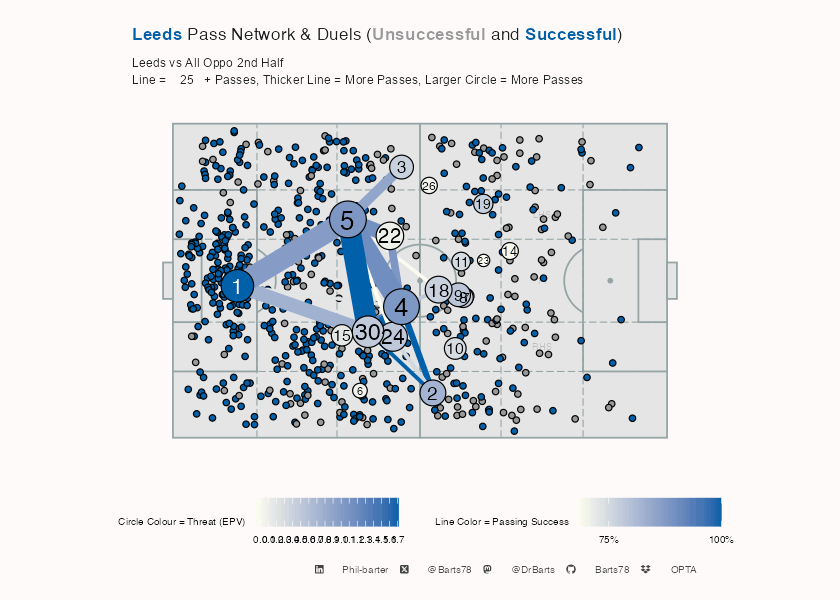 Leeds Pass Network & Duels (Unsuccessful and Successful)
Leeds vs All Oppo 2nd Half
Line = 25 + Passes, Thicker Line = More Passes, Larger Circle = More Passes
3
26
19
5
22
14
11 23
1
18 9
4
30 24
15
10
RHS
6
2
Circle Colour = Threat (EPV)
Line Color = Passing Success
75% 100%
Phil-barter @Barts78 @DrBarts Barts78 OPTA